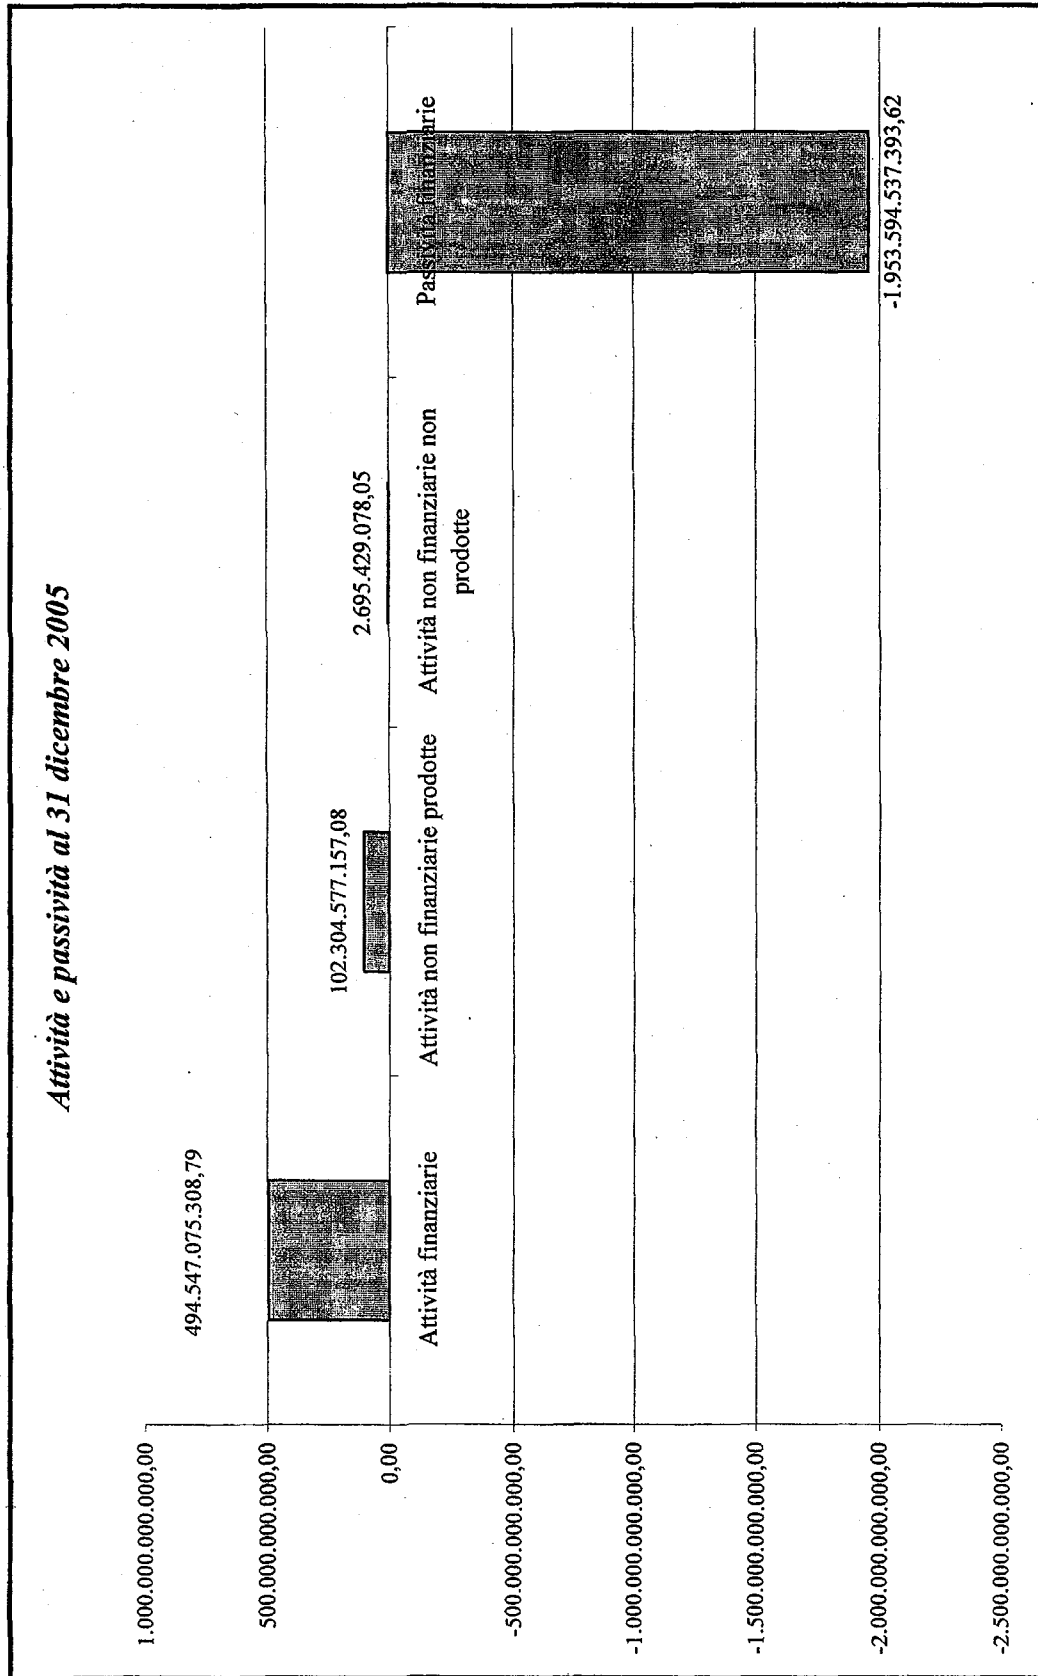 Attività e passività al 31 dicembre 2005
1.000.000.000.000,00
500.000.000.000,00
0,00
-500.000.000.000,00
-1.000.000.000.000,00
-1.500.000.000.000,00
-2.000.000.000.000,00
-2.500.000.000.000,00
494.547.075.308,79
Attività finanziarie
102.304.577.157,08
Attività non finanziarie prodotte
2.695.429.078,05
Attività non finanziarie non
prodotte
Passività finanziarie
-1.953.594.537.393,62